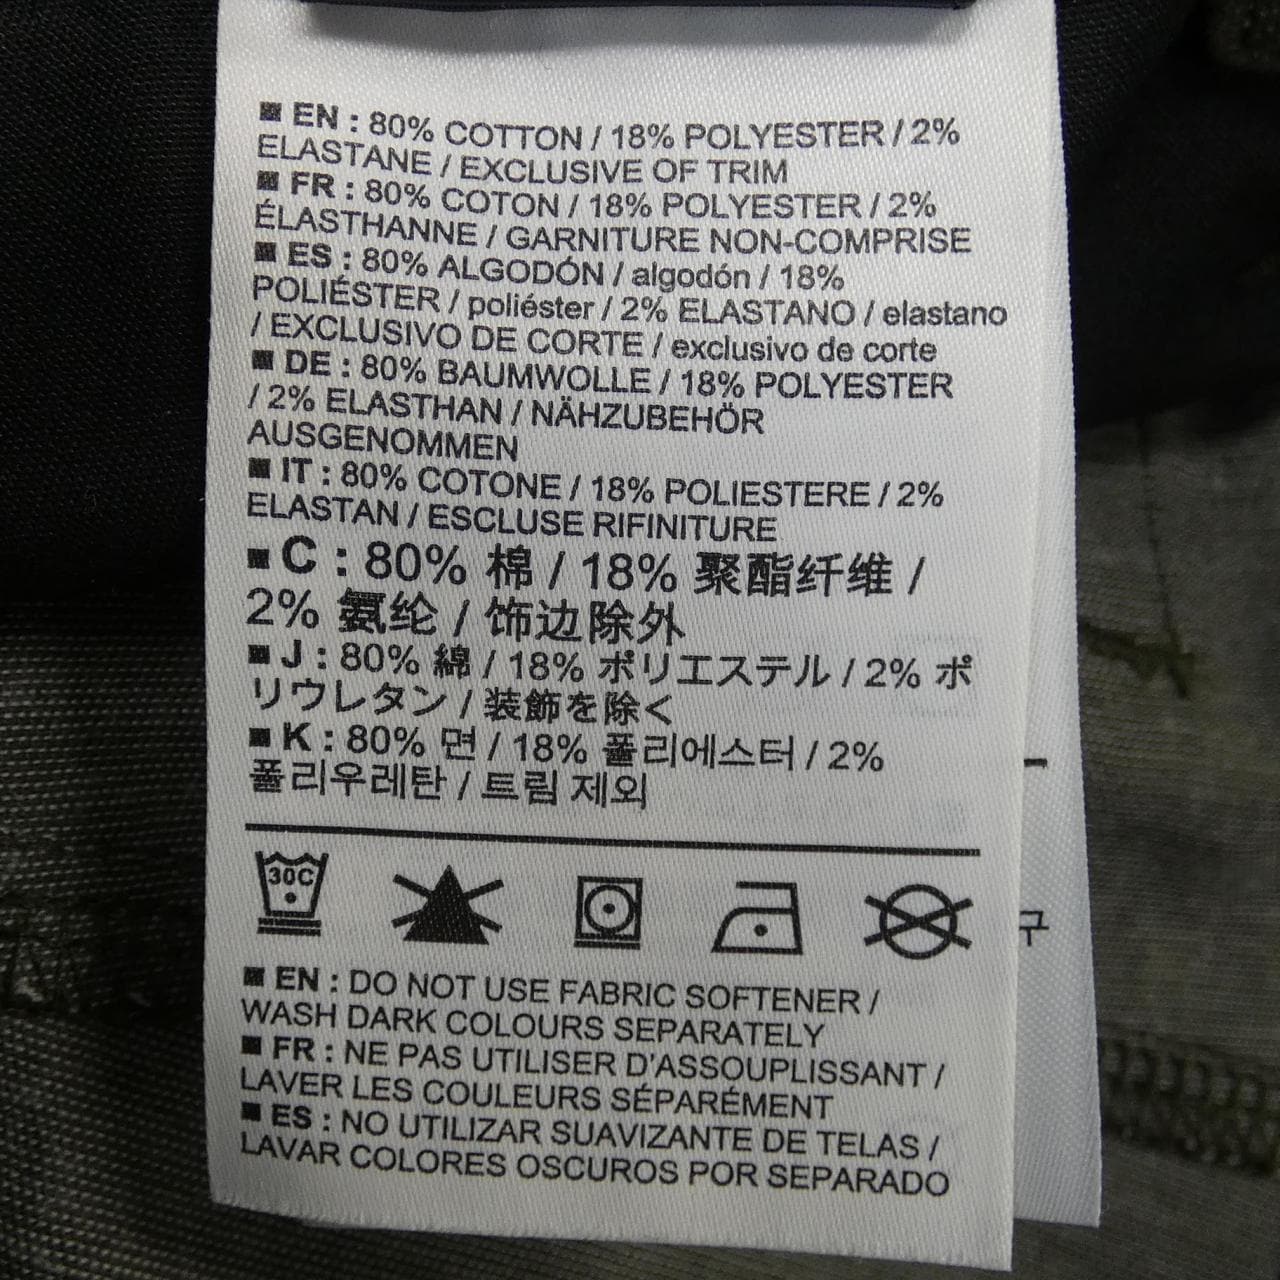 ■ EN : 80% COTTON / 18% POLYESTER / 2%
ELASTANE / EXCLUSIVE OF TRIM
■ FR : 80% COTON / 18% POLYESTER / 2%
ÉLASTHANNE / GARNITURE NON-COMPRISE
■ ES : 80% ALGODÓN / algodón / 18%
POLIÉSTER / poliéster / 2% ELASTANO / elastano
/ EXCLUSIVO DE CORTE / exclusivo de corte
■ DE : 80% BAUMWOLLE / 18% POLYESTER
/ 2% ELASTHAN / NÄHZUBEHÖR
AUSGENOMMEN
■ IT : 80% COTONE / 18% POLIESTERE / 2%
ELASTAN / ESCLUSE RIFINITURE
■ C : 80% 棉 / 18% 聚酯纤维 /
2% 氨纶 / 饰边除外
■ J : 80% 綿 / 18% ポリエステル / 2% ポ
リウレタン / 装飾を除く
■ K : 80% 면 / 18% 폴리에스터 / 2%
폴리우레탄 / 트림 제외
30C
구
■ EN : DO NOT USE FABRIC SOFTENER /
WASH DARK COLOURS SEPARATELY
■ FR : NE PAS UTILISER D'ASSOUPLISSANT /
LAVER LES COULEURS SÉPARÉMENT
■ ES : NO UTILIZAR SUAVIZANTE DE TELAS /
LAVAR COLORES OSCUROS POR SEPARADO